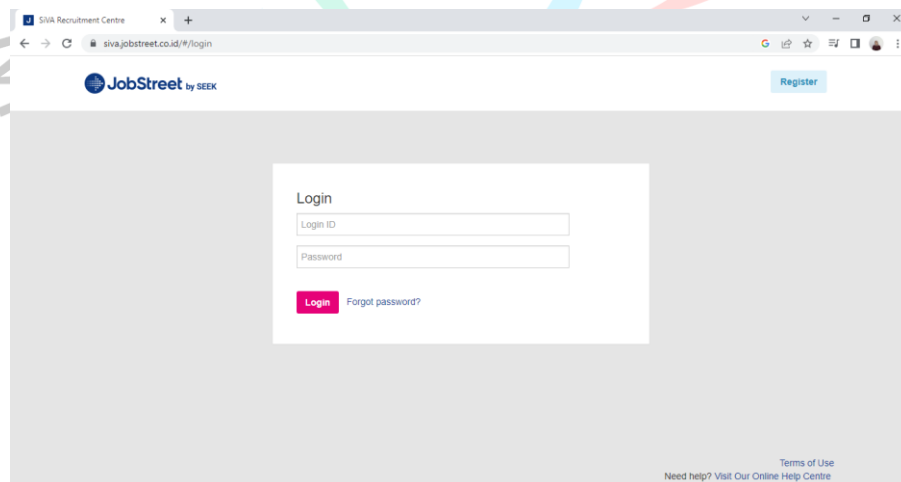 SiVA Recruitment Centre
siva.jobstreet.co.id/#/login
JobStreet by SEEK
Register
Login
Login ID
Password
Login Forgot password?
Terms of Use
Need help? Visit Our Online Help Centre